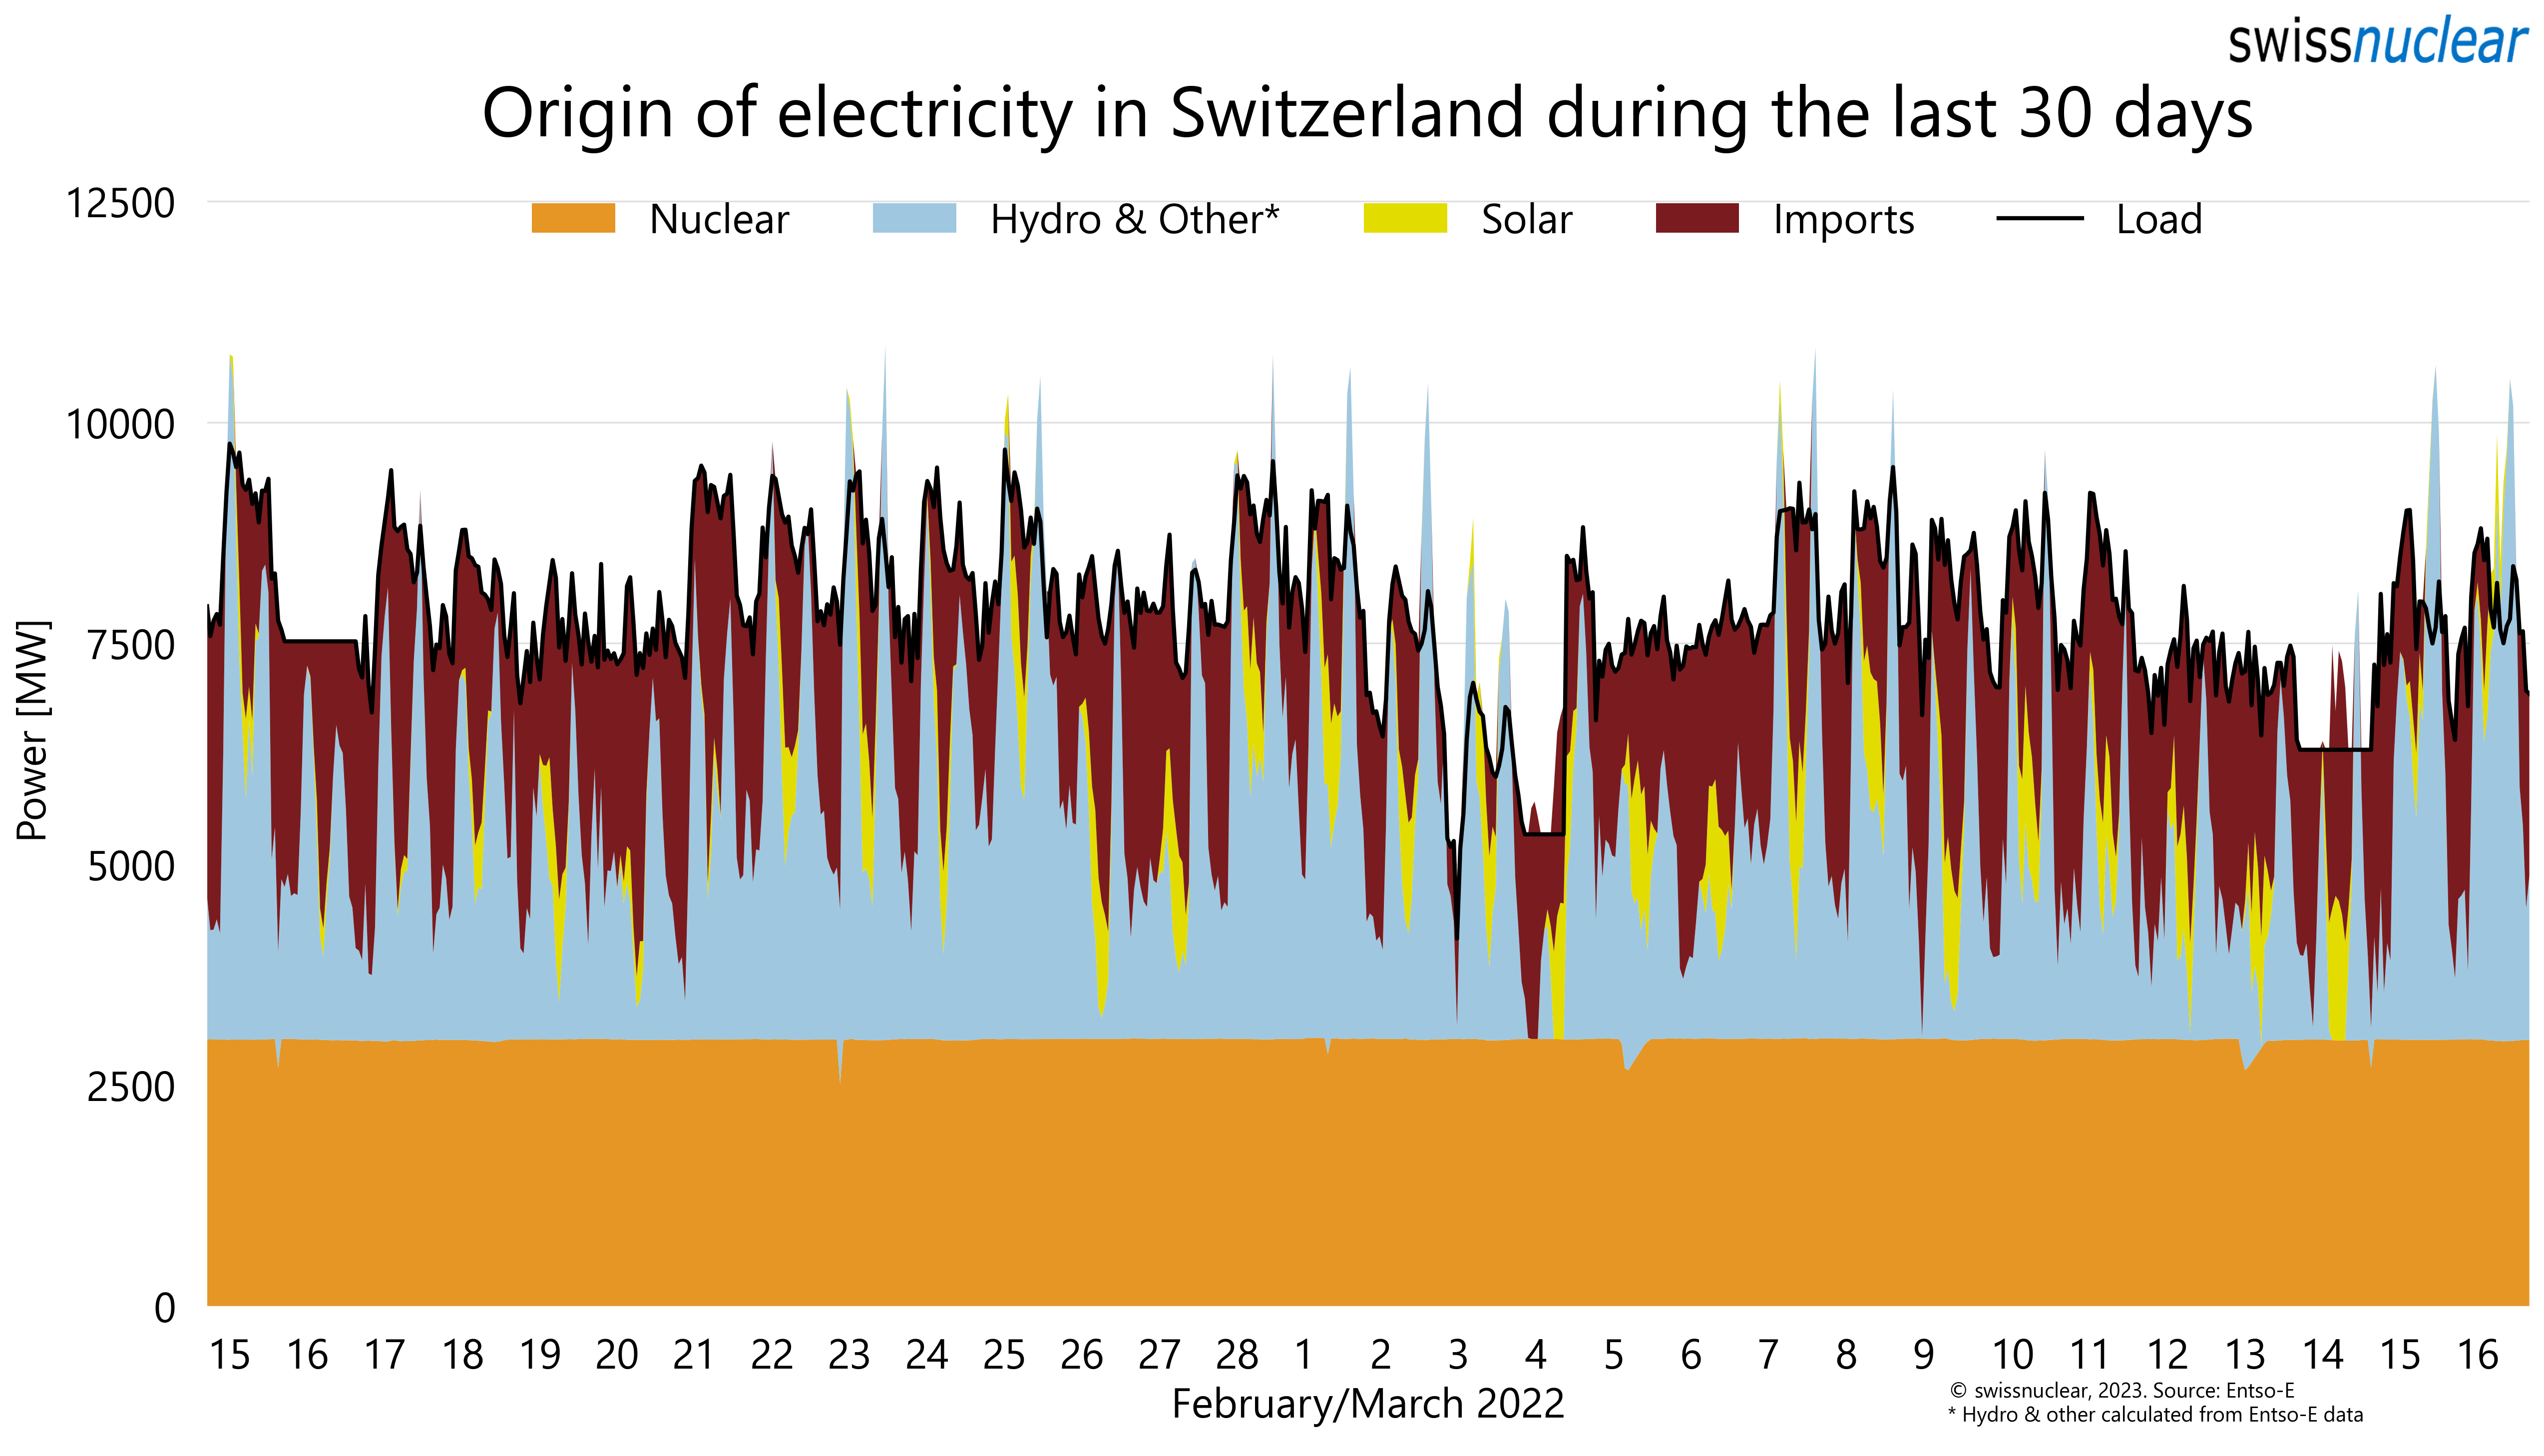 swissnuclear
Origin of electricity in Switzerland during the last 30 days
12500
Nuclear Hydro & Other* Solar Imports Load
10000
7500
5000
2500
0
Power [MW]
15 16 17 18 19 20 21 22 23 24 25 26 27 28 1 2 3 4 5 6 7 8 9 10 11 12 13 14 15 16
February/March 2022
© swissnuclear, 2023. Source: Entso-E
* Hydro & other calculated from Entso-E data